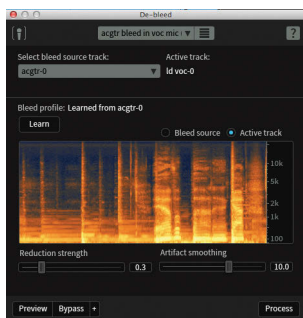 De-bleed
acgtr bleed in voc mic
?
Select bleed source track:
Active track:
acgtr-0
ld voc-0
Bleed profile: Learned from acgtr-0
Learn
Bleed source
Active track
10k
5k
2k
1k
100
Reduction strength
Artifact smoothing
0.3
10.0
Preview
Bypass
+
Process